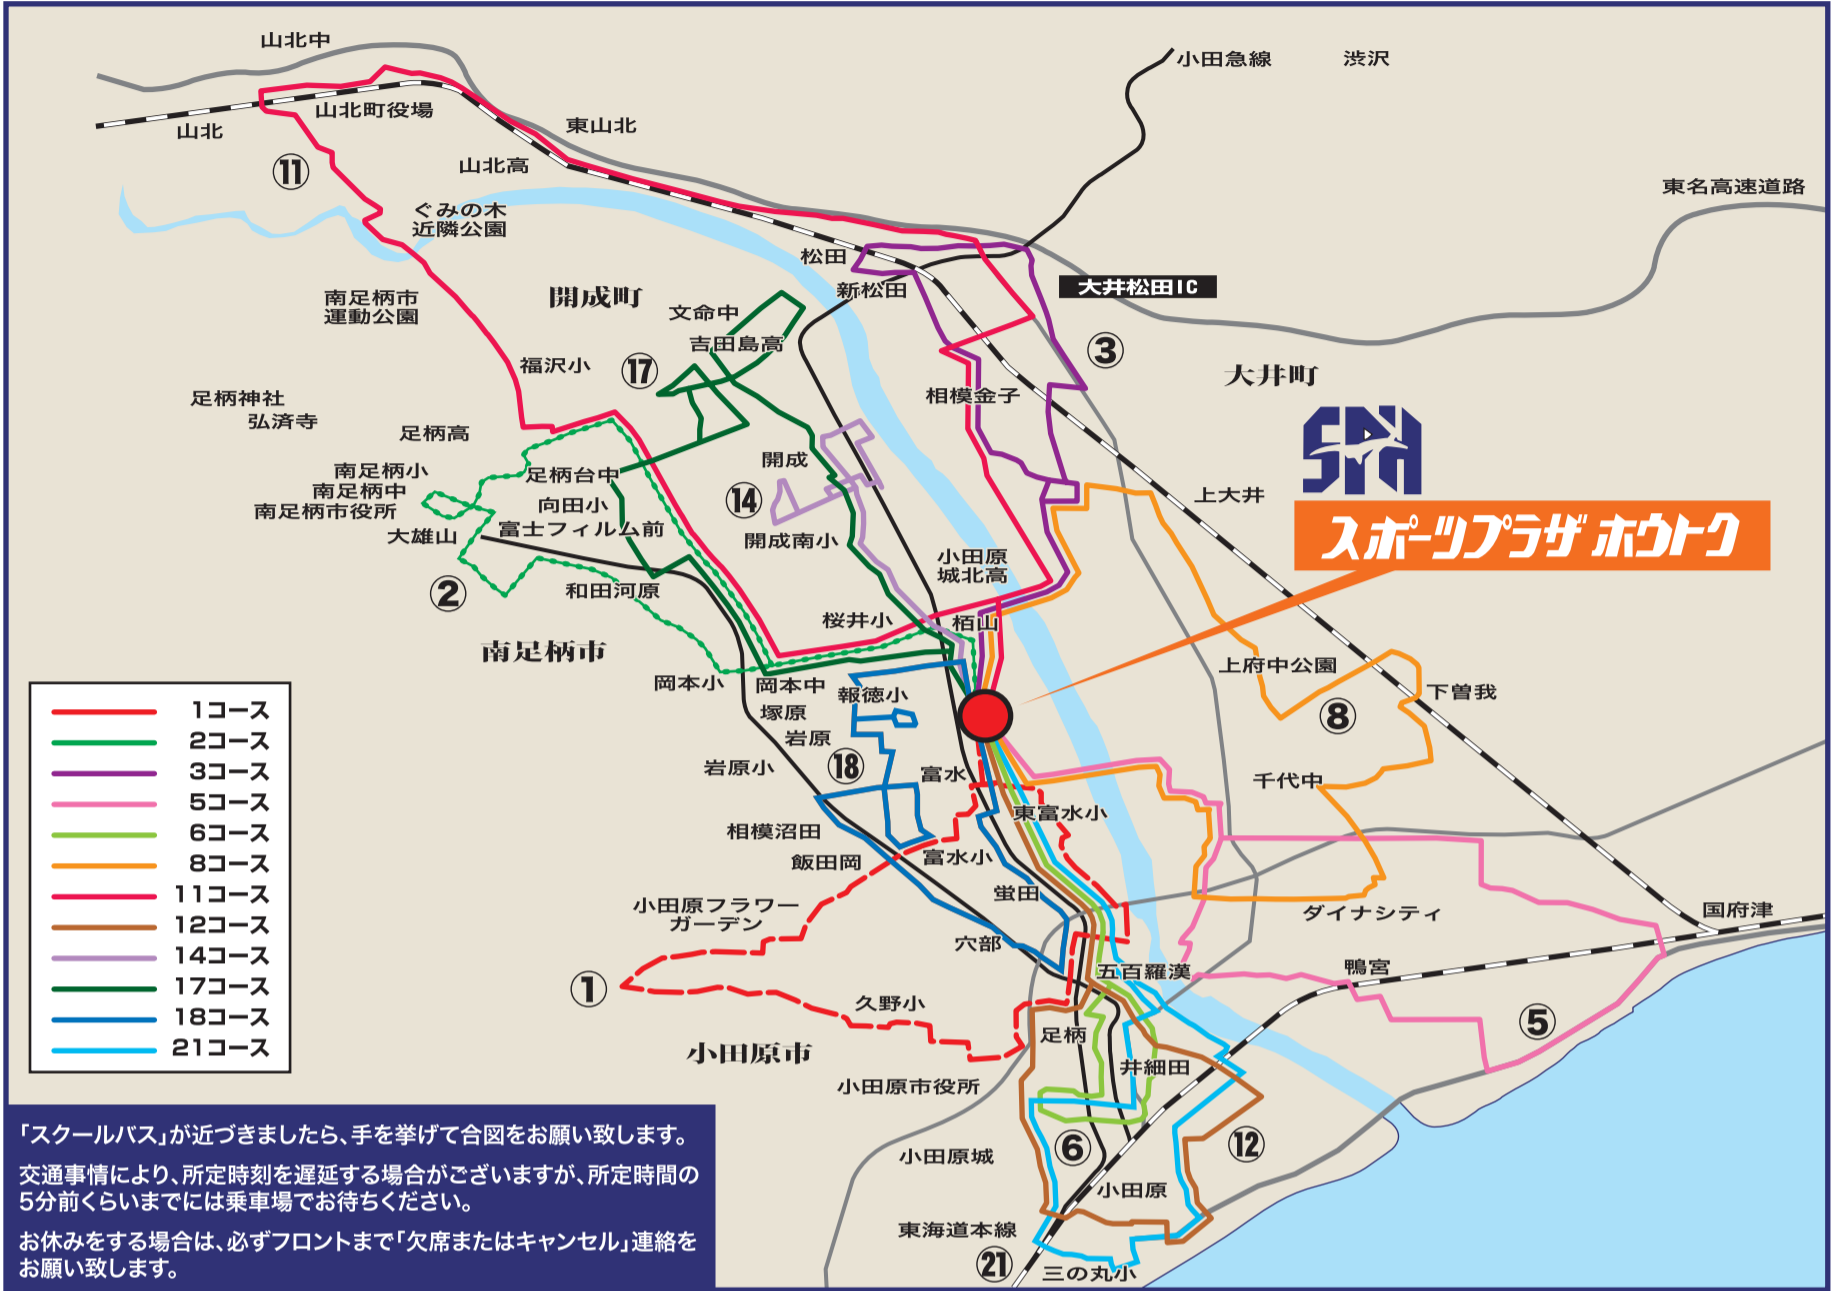 山北中
小田急線
渋沢
山北町役場
山北
東山北
山北高
⑪
東名高速道路
ぐみの木
近隣公園
松田
新松田
大井松田IC
南足柄市
運動公園
開成町
文命中
吉田島高
③
⑰
福沢小
大井町
相模金子
足柄神社
弘済寺
足柄高
SPH
開成
南足柄小
足柄台中
南足柄中
向田小
⑭
上大井
南足柄市役所
富士フィルム前
大雄山
開成南小
スポーツプラザ ホウトク
小田原
城北高
②
和田河原
桜井小
栢山
南足柄市
上府中公園
岡本小
岡本中
報徳小
下曽我
塚原
⑧
岩原
岩原小
⑱
富水
千代中
東富水小
相模沼田
飯田岡
富水小
蛍田
小田原フラワー
ガーデン
ダイナシティ
国府津
穴部
五百羅漢
鴨宮
①
久野小
⑤
足柄
小田原市
井細田
小田原市役所
⑥
⑫
小田原城
小田原
東海道本線
㉑
三の丸小
1コース
2コース
3コース
5コース
6コース
8コース
11コース
12コース
14コース
17コース
18コース
21コース
「スクールバス」が近づきましたら、手を挙げて合図をお願い致します。
交通事情により、所定時刻を遅延する場合がございますが、所定時間の
5分前くらいまでには乗車場でお待ちください。
お休みをする場合は、必ずフロントまで「欠席またはキャンセル」連絡を
お願い致します。